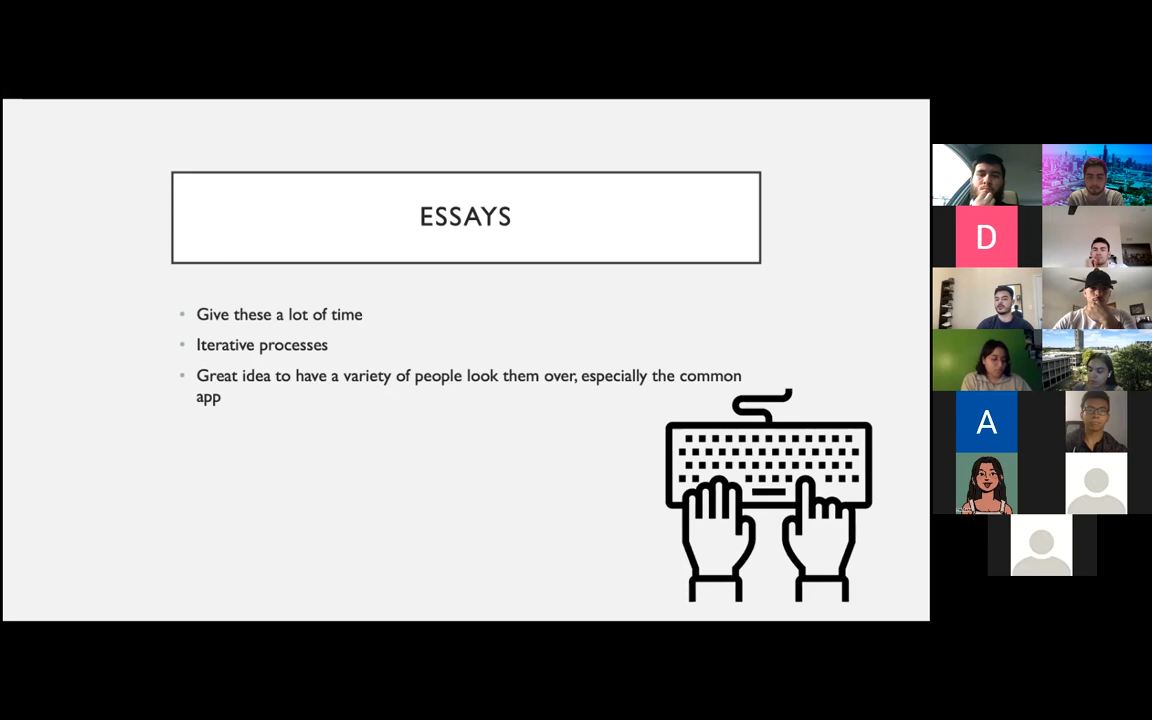 ESSAYS
Give these a lot of time
Iterative processes
Great idea to have a variety of people look them over, especially the common
app
D
A